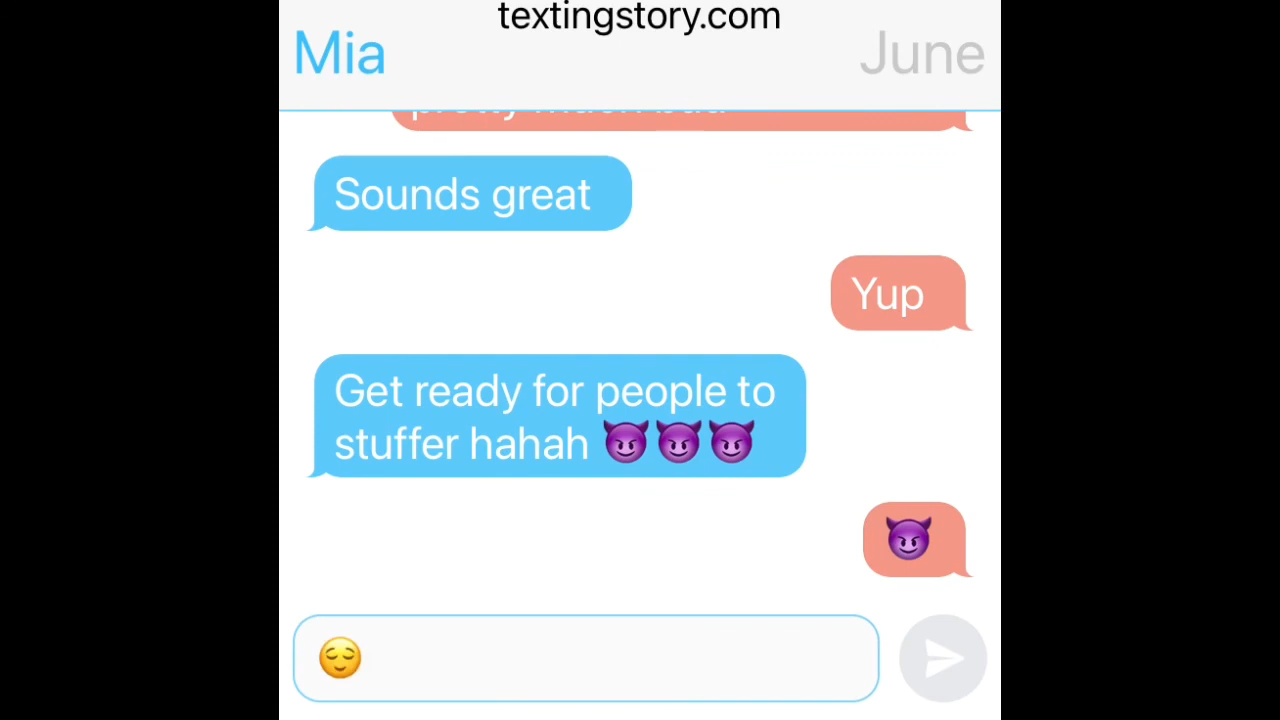 textingstory.com
Mia
June
Sounds great
Yup
Get ready for people to
stuffer hahah 😈😈😈
😈
😌